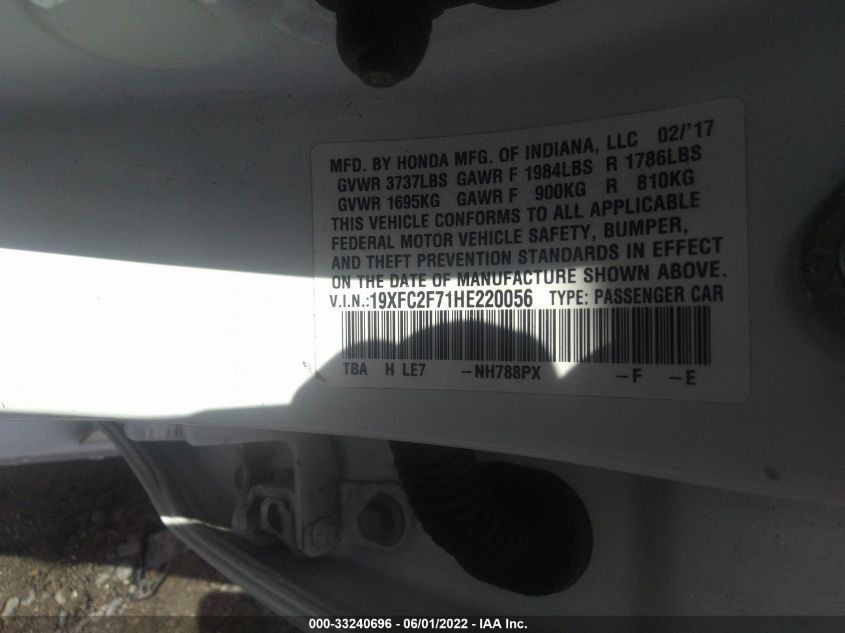 MFD. BY HONDA MFG. OF INDIANA, LLC 02/'17
GVWR 3737LBS GAWR F 1984LBS R 1786LBS
GVWR 1695KG GAWR F 900KG R 810KG
THIS VEHICLE CONFORMS TO ALL APPLICABLE
FEDERAL MOTOR VEHICLE SAFETY, BUMPER,
AND THEFT PREVENTION STANDARDS IN EFFECT
ON THE DATE OF MANUFACTURE SHOWN ABOVE.
V.I.N.:19XFC2F71HE220056 TYPE: PASSENGER CAR
TBA H LE7 -NH788PX -F -E
000-33240696 - 06/01/2022 - IAA Inc.